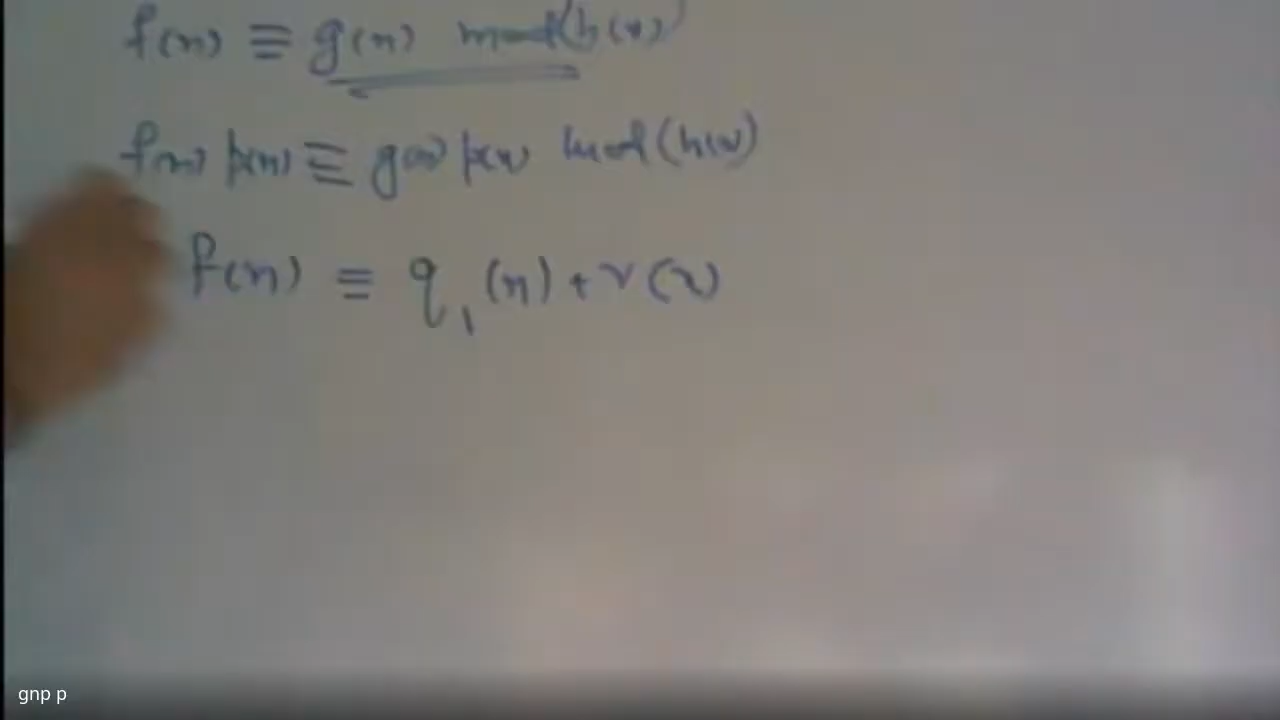 f(x) ≡ g(x) mod(h(x))
f(x) p(x) ≡ g(x) p(x) mod(h(x))
f(x) ≡ q₁(x) + r(x)
gnp p